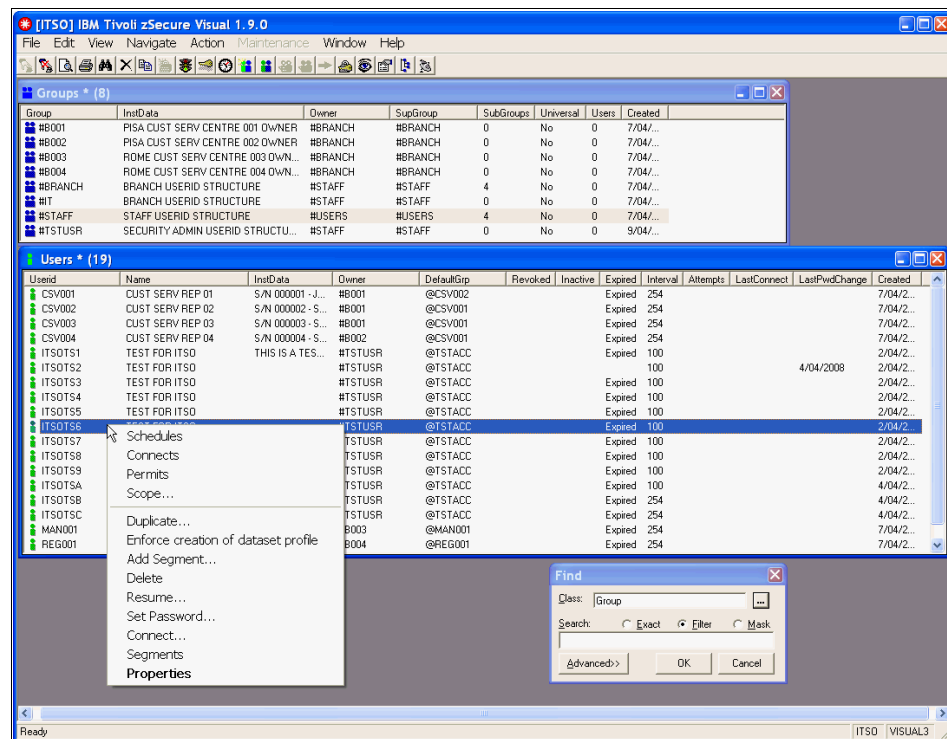 [ITSO] IBM Tivoli zSecure Visual 1.9.0
File Edit View Navigate Action Maintenance Window Help
Groups * (8)
Group InstData Owner SupGroup SubGroups Universal Users Created
#B001 PISA CUST SERV CENTRE 001 OWNER #BRANCH #BRANCH 0 No 0 7/04/...
#B002 PISA CUST SERV CENTRE 002 OWNER #BRANCH #BRANCH 0 No 0 7/04/...
#B003 ROME CUST SERV CENTRE 003 OWN... #BRANCH #BRANCH 0 No 0 7/04/...
#B004 ROME CUST SERV CENTRE 004 OWN... #BRANCH #BRANCH 0 No 0 7/04/...
#BRANCH BRANCH USERID STRUCTURE #STAFF #STAFF 4 No 0 7/04/...
#IT BRANCH USERID STRUCTURE #STAFF #STAFF 0 No 0 7/04/...
#STAFF STAFF USERID STRUCTURE #USERS #USERS 4 No 0 7/04/...
#TSTUSR SECURITY ADMIN USERID STRUCTU... #STAFF #STAFF 0 No 0 9/04/...
Users * (19)
Userid Name InstData Owner DefaultGrp Revoked Inactive Expired Interval Attempts LastConnect LastPwdChange Created
CSV001 CUST SERV REP 01 S/N 000001 - J... #B001 @CSV002 Expired 254 7/04/2...
CSV002 CUST SERV REP 02 S/N 000002 - S... #B001 @CSV001 Expired 254 7/04/2...
CSV003 CUST SERV REP 03 S/N 000003 - S... #B001 @CSV001 Expired 254 7/04/2...
CSV004 CUST SERV REP 04 S/N 000004 - S... #B002 @CSV001 Expired 254 7/04/2...
ITSOTS1 TEST FOR ITSO THIS IS A TES... #TSTUSR @TSTACC Expired 100 2/04/2...
ITSOTS2 TEST FOR ITSO #TSTUSR @TSTACC 100 4/04/2008 2/04/2...
ITSOTS3 TEST FOR ITSO #TSTUSR @TSTACC Expired 100 2/04/2...
ITSOTS4 TEST FOR ITSO #TSTUSR @TSTACC Expired 100 2/04/2...
ITSOTS5 TEST FOR ITSO #TSTUSR @TSTACC Expired 100 2/04/2...
ITSOTS6 TEST FOR ITSO #TSTUSR @TSTACC Expired 100 2/04/2...
ITSOTS7 TSTUSR @TSTACC Expired 100 2/04/2...
ITSOTS8 TSTUSR @TSTACC Expired 100 2/04/2...
ITSOTS9 TSTUSR @TSTACC Expired 100 2/04/2...
ITSOTSA TSTUSR @TSTACC Expired 100 4/04/2...
ITSOTSB TSTUSR @TSTACC Expired 254 4/04/2...
ITSOTSC TSTUSR @TSTACC Expired 254 4/04/2...
MAN001 B003 @MAN001 Expired 254 7/04/2...
REG001 B004 @REG001 Expired 254 7/04/2...
Schedules
Connects
Permits
Scope...
Duplicate...
Enforce creation of dataset profile
Add Segment...
Delete
Resume...
Set Password...
Connect...
Segments
Properties
Find
Class: Group ...
Search: Exact Filter Mask
Advanced>> OK Cancel
Ready ITSO VISUAL3